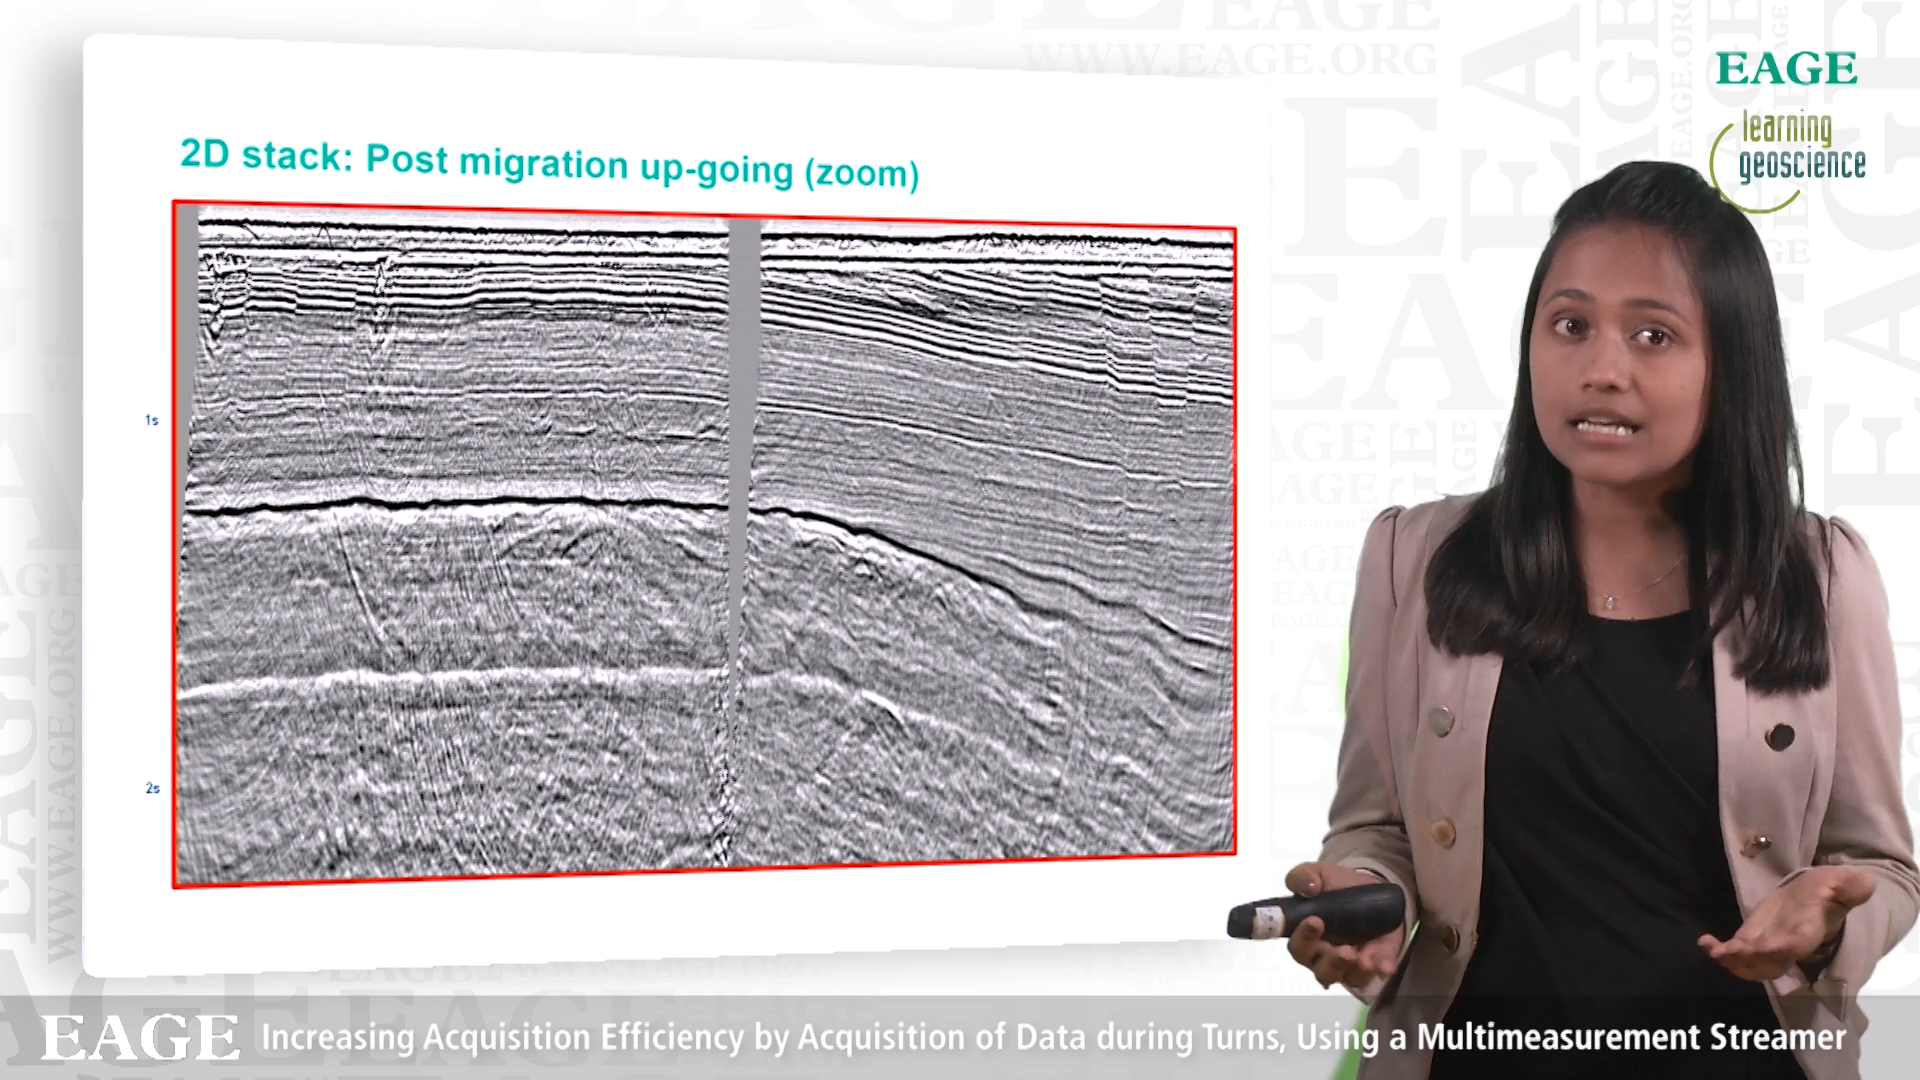 EAGE
WWW.EAGE.ORG
EAGE
learning
geoscience
2D stack: Post migration up-going (zoom)
1s
2s
EAGE Increasing Acquisition Efficiency by Acquisition of Data during Turns, Using a Multimeasurement Streamer